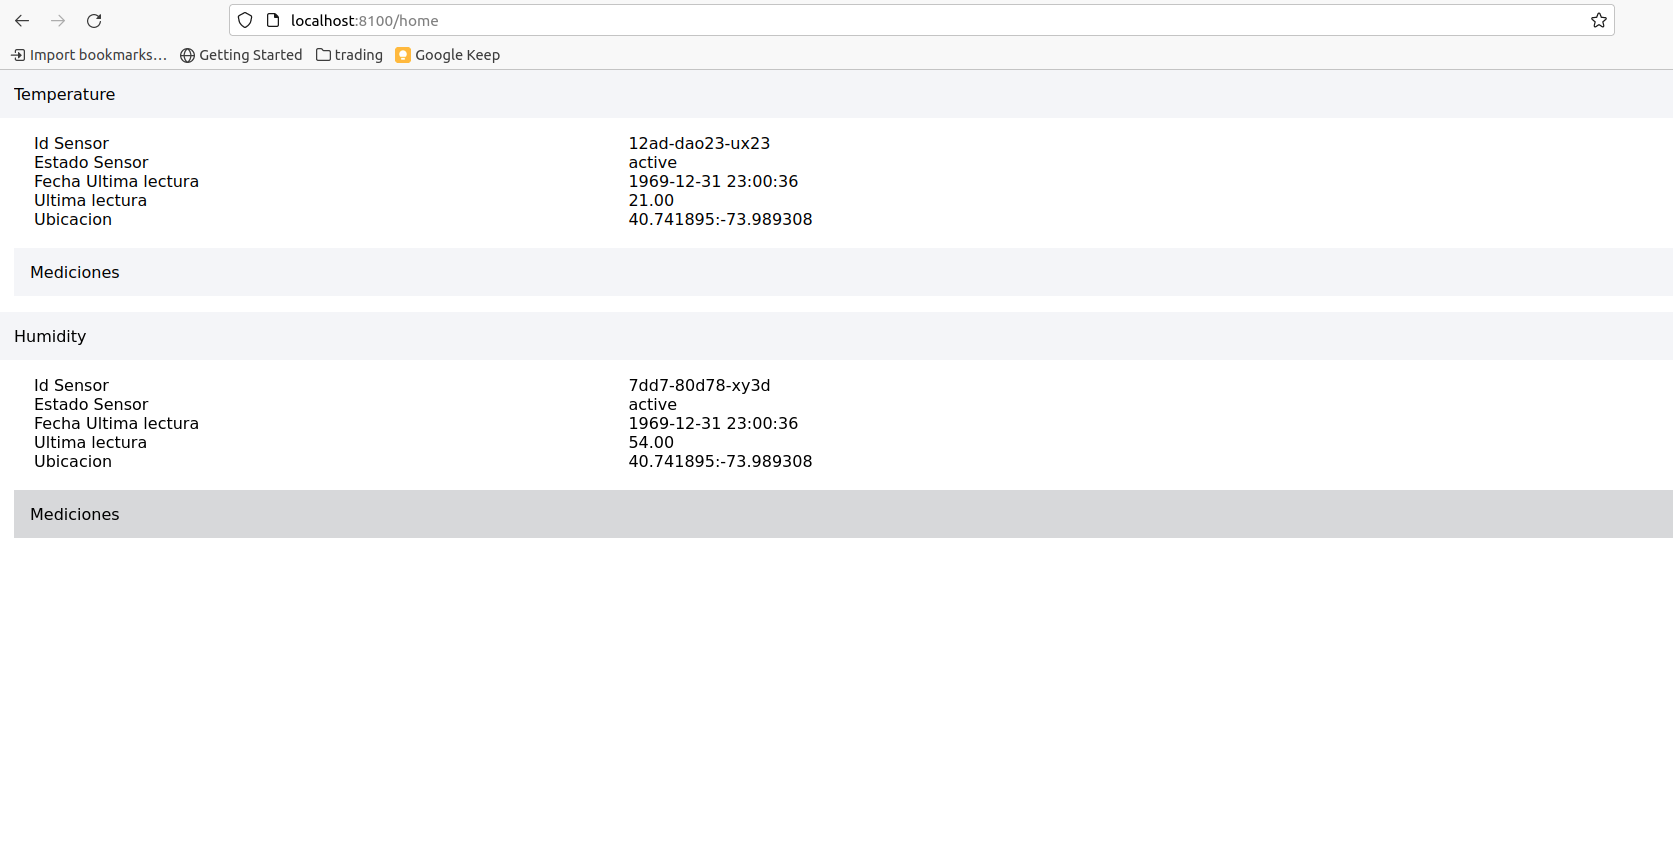 localhost:8100/home
Import bookmarks... Getting Started trading Google Keep
Temperature
Id Sensor 12ad-dao23-ux23
Estado Sensor active
Fecha Ultima lectura 1969-12-31 23:00:36
Ultima lectura 21.00
Ubicacion 40.741895:-73.989308
Mediciones
Humidity
Id Sensor 7dd7-80d78-xy3d
Estado Sensor active
Fecha Ultima lectura 1969-12-31 23:00:36
Ultima lectura 54.00
Ubicacion 40.741895:-73.989308
Mediciones